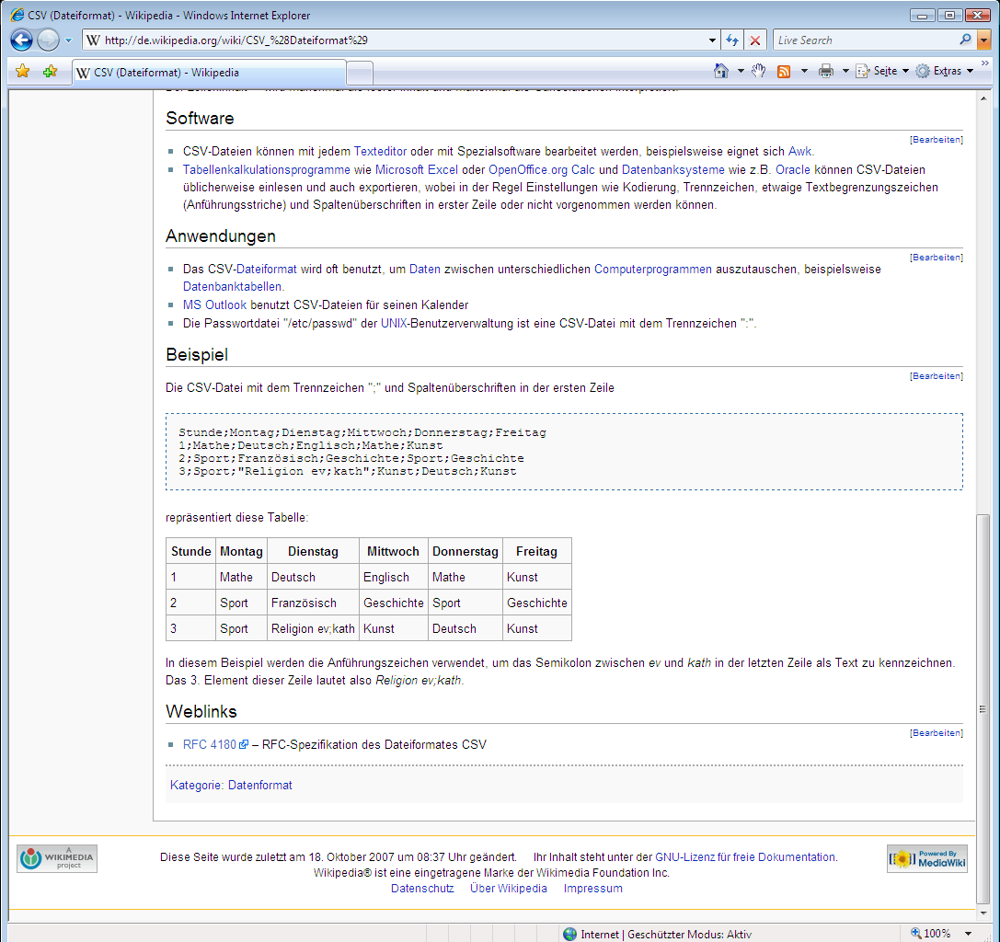 CSV (Dateiformat) - Wikipedia - Windows Internet Explorer
http://de.wikipedia.org/wiki/CSV_%28Dateiformat%29
Live Search
CSV (Dateiformat) - Wikipedia
Seite
Extras
Software
[Bearbeiten]
CSV-Dateien können mit jedem Texteditor oder mit Spezialsoftware bearbeitet werden, beispielsweise eignet sich Awk.
Tabellenkalkulationsprogramme wie Microsoft Excel oder OpenOffice.org Calc und Datenbanksysteme wie z.B. Oracle können CSV-Dateien
üblicherweise einlesen und auch exportieren, wobei in der Regel Einstellungen wie Kodierung, Trennzeichen, etwaige Textbegrenzungszeichen
(Anführungsstriche) und Spaltenüberschriften in erster Zeile oder nicht vorgenommen werden können.
Anwendungen
[Bearbeiten]
Das CSV-Dateiformat wird oft benutzt, um Daten zwischen unterschiedlichen Computerprogrammen auszutauschen, beispielsweise
Datenbanktabellen.
MS Outlook benutzt CSV-Dateien für seinen Kalender
Die Passwortdatei "/etc/passwd" der UNIX-Benutzerverwaltung ist eine CSV-Datei mit dem Trennzeichen ":".
Beispiel
[Bearbeiten]
Die CSV-Datei mit dem Trennzeichen ";" und Spaltenüberschriften in der ersten Zeile
Stunde;Montag;Dienstag;Mittwoch;Donnerstag;Freitag
1;Mathe;Deutsch;Englisch;Mathe;Kunst
2;Sport;Französisch;Geschichte;Sport;Geschichte
3;Sport;"Religion ev;kath";Kunst;Deutsch;Kunst
repräsentiert diese Tabelle:
Stunde Montag Dienstag Mittwoch Donnerstag Freitag
1 Mathe Deutsch Englisch Mathe Kunst
2 Sport Französisch Geschichte Sport Geschichte
3 Sport Religion ev;kath Kunst Deutsch Kunst
In diesem Beispiel werden die Anführungszeichen verwendet, um das Semikolon zwischen ev und kath in der letzten Zeile als Text zu kennzeichnen.
Das 3. Element dieser Zeile lautet also Religion ev;kath.
Weblinks
[Bearbeiten]
RFC 4180 – RFC-Spezifikation des Dateiformates CSV
Kategorie: Datenformat
A
WIKIMEDIA
project
Diese Seite wurde zuletzt am 18. Oktober 2007 um 08:37 Uhr geändert. Ihr Inhalt steht unter der GNU-Lizenz für freie Dokumentation.
Wikipedia® ist eine eingetragene Marke der Wikimedia Foundation Inc.
Datenschutz Über Wikipedia Impressum
Powered By
MediaWiki
Internet | Geschützter Modus: Aktiv
100%